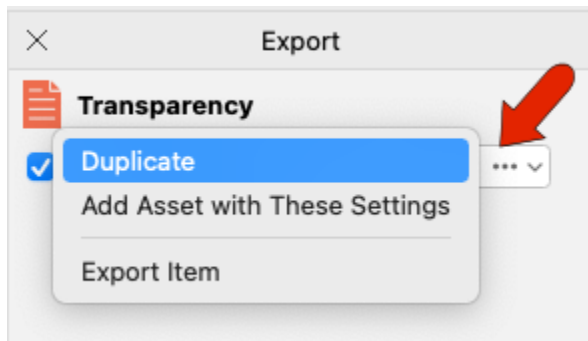 Export
Transparency
Duplicate
Add Asset with These Settings
Export Item